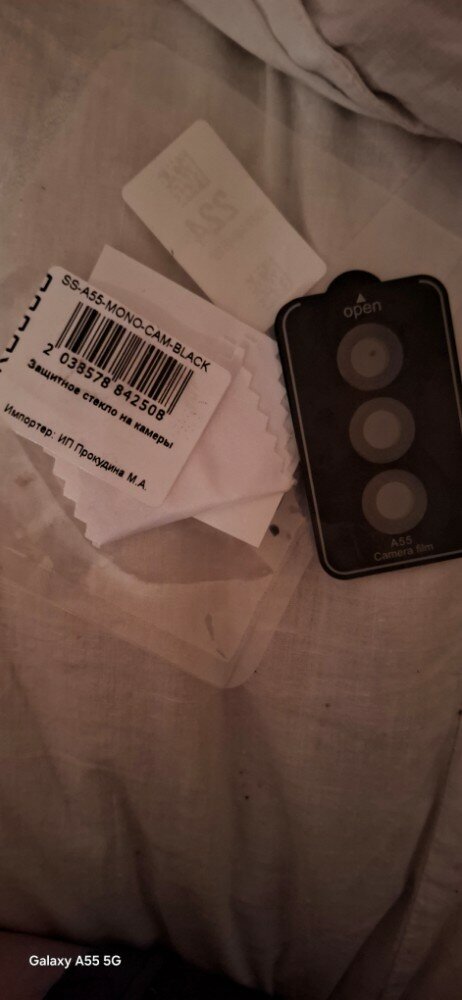 SS-A55-MONO-CAM-BLACK
2 038578 842508
Защитное стекло на камеры
Импортер: ИП Прокудина М.А.
open
A55
Camera film
Galaxy A55 5G